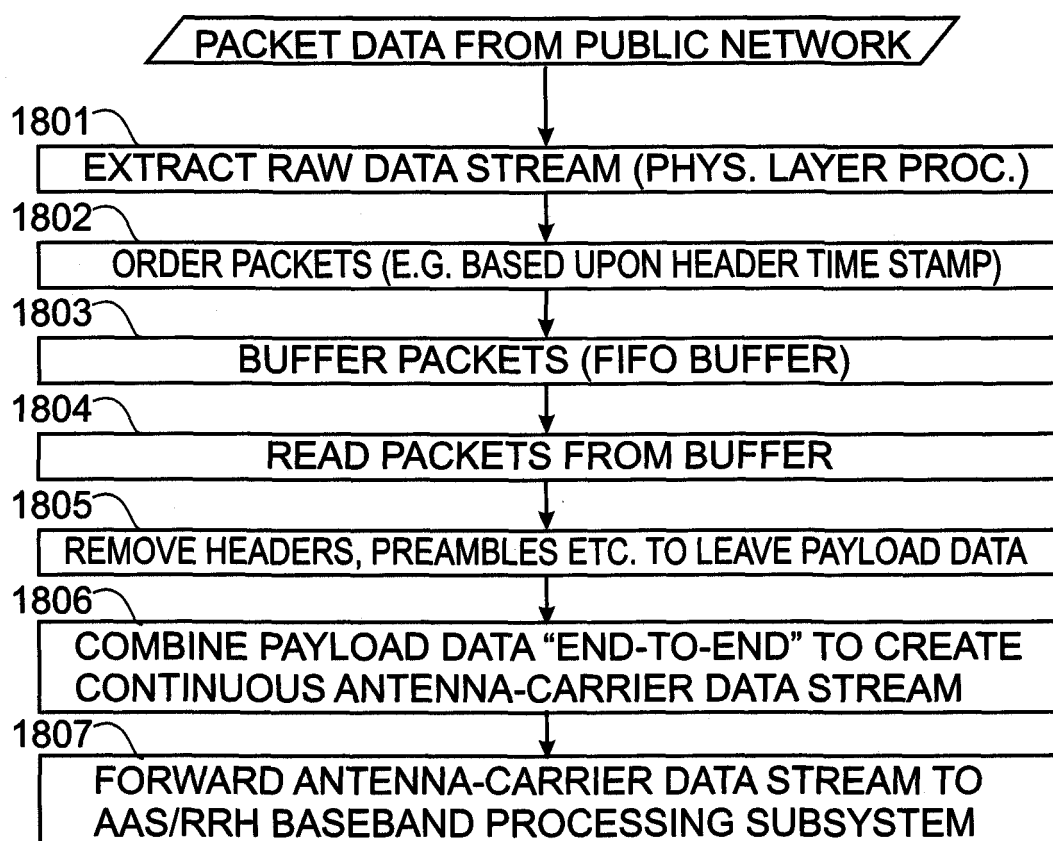 PACKET DATA FROM PUBLIC NETWORK
1801
EXTRACT RAW DATA STREAM (PHYS. LAYER PROC.)
1802
ORDER PACKETS (E.G. BASED UPON HEADER TIME STAMP)
1803
BUFFER PACKETS (FIFO BUFFER)
1804
READ PACKETS FROM BUFFER
1805
REMOVE HEADERS, PREAMBLES ETC. TO LEAVE PAYLOAD DATA
1806
COMBINE PAYLOAD DATA “END-TO-END” TO CREATE
CONTINUOUS ANTENNA-CARRIER DATA STREAM
1807
FORWARD ANTENNA-CARRIER DATA STREAM TO
AAS/RRH BASEBAND PROCESSING SUBSYSTEM